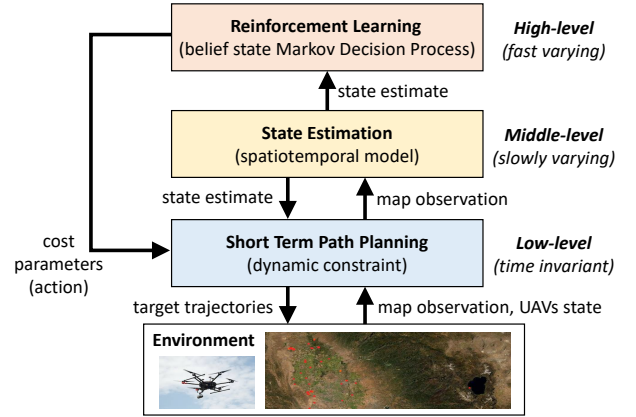 Reinforcement Learning
(belief state Markov Decision Process)
High-level
(fast varying)
state estimate
State Estimation
(spatiotemporal model)
Middle-level
(slowly varying)
state estimate
map observation
Short Term Path Planning
(dynamic constraint)
Low-level
(time invariant)
cost
parameters
(action)
target trajectories
map observation, UAVs state
Environment